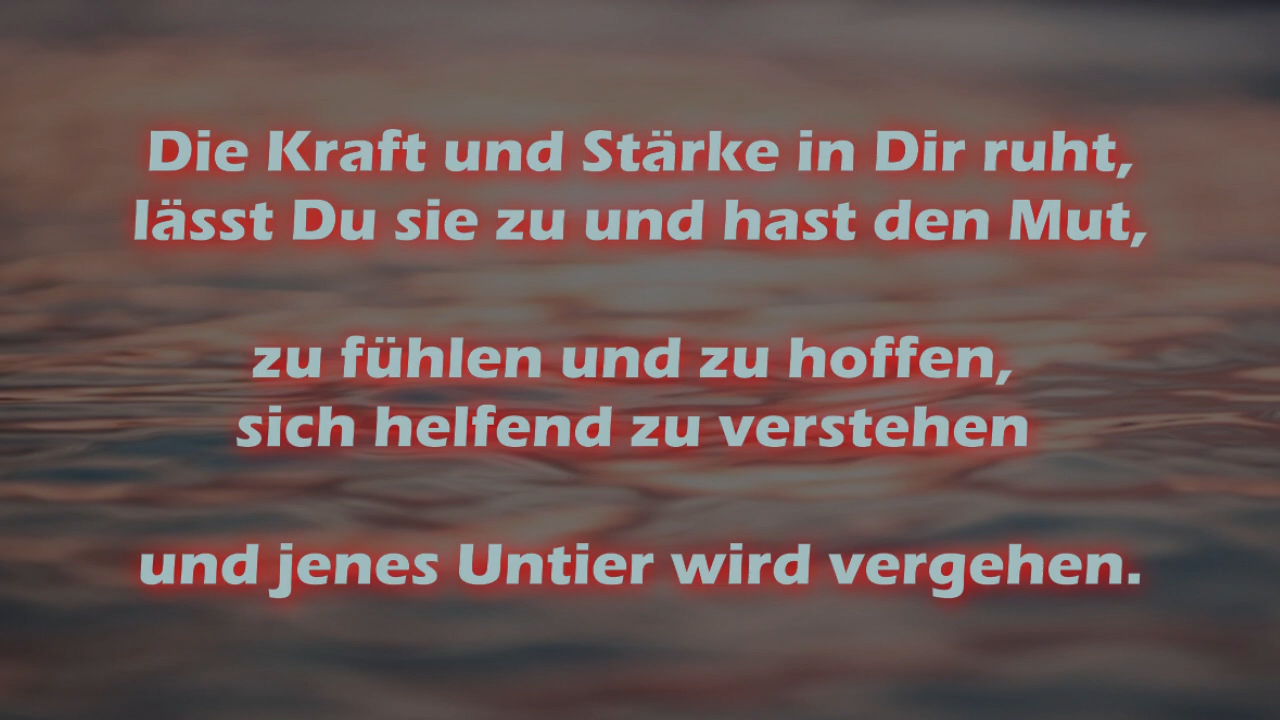 Die Kraft und Stärke in Dir ruht,
lässt Du sie zu und hast den Mut,
zu fühlen und zu hoffen,
sich helfend zu verstehen
und jenes Untier wird vergehen.